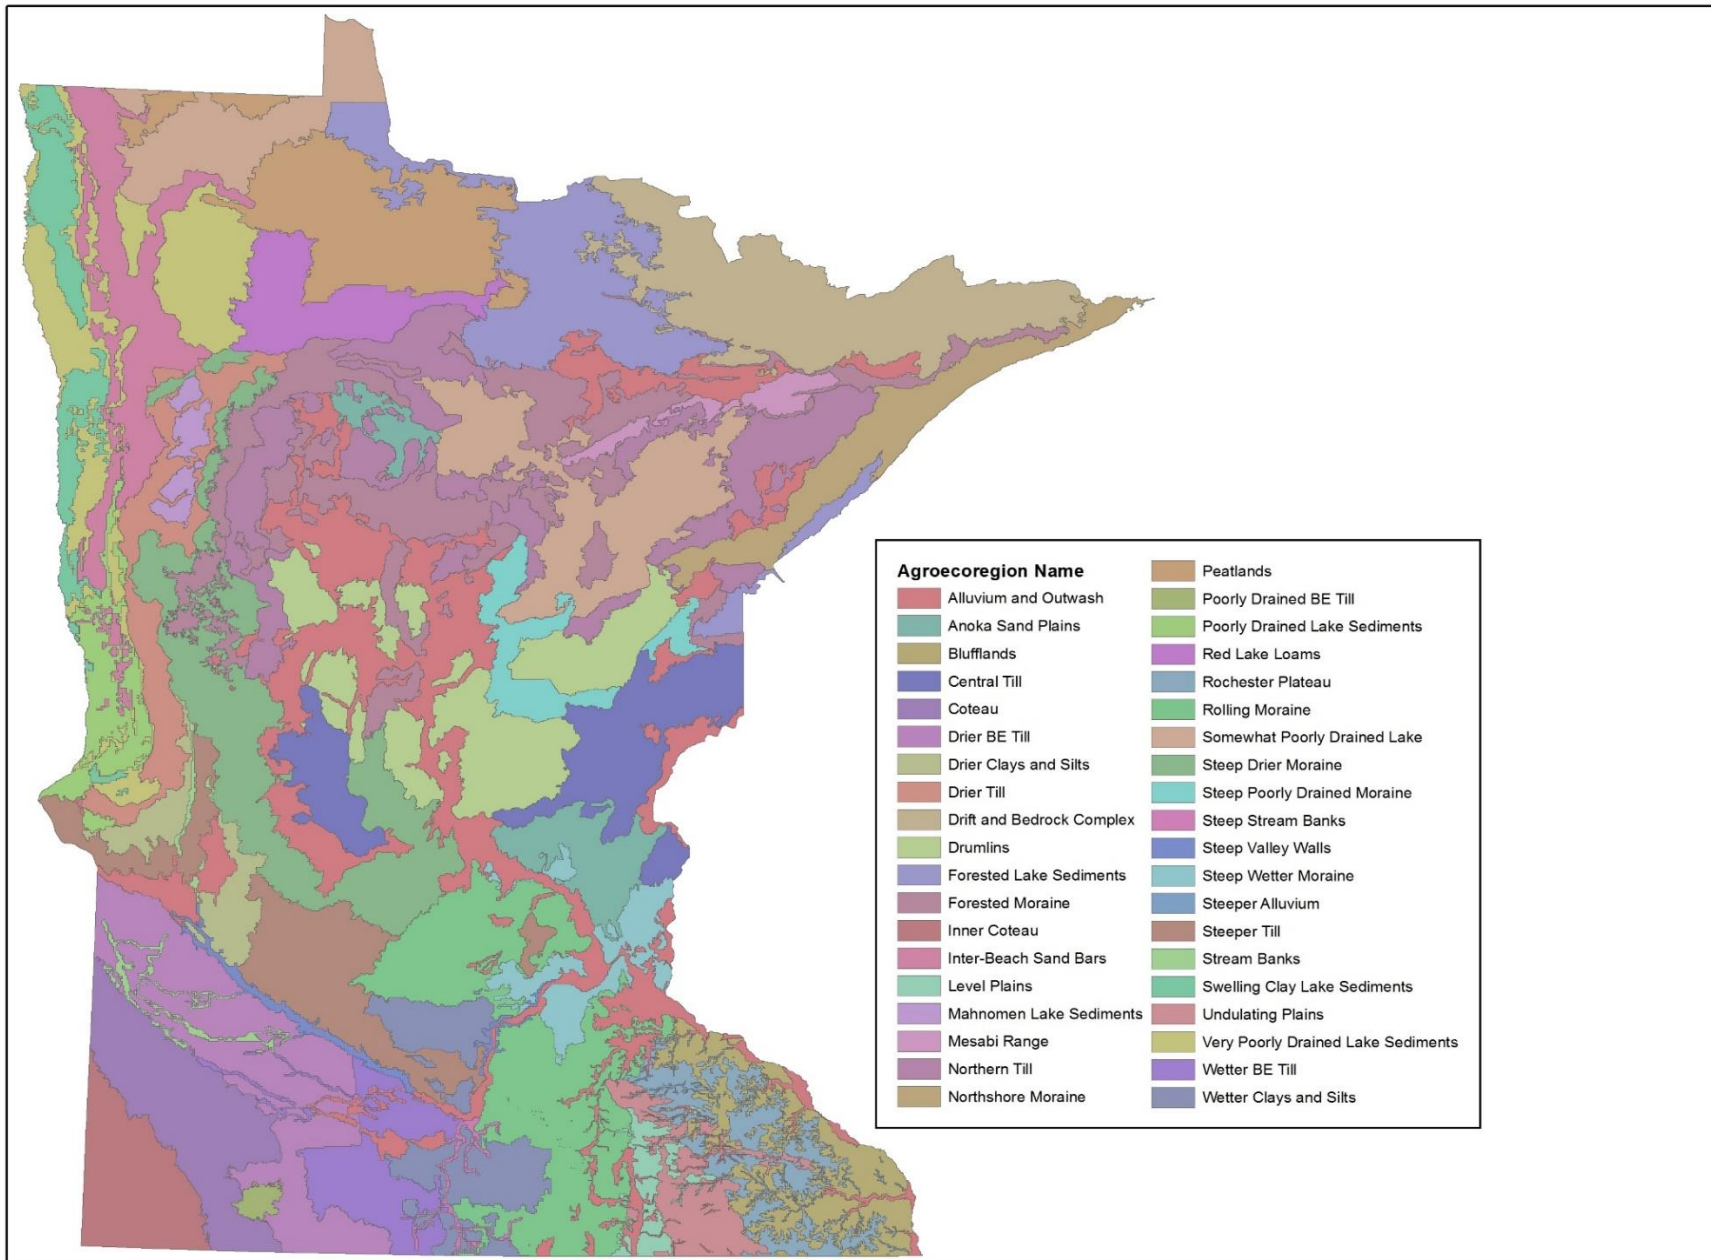 Agroecoregion Name
Alluvium and Outwash
Anoka Sand Plains
Blufflands
Central Till
Coteau
Drier BE Till
Drier Clays and Silts
Drier Till
Drift and Bedrock Complex
Drumlins
Forested Lake Sediments
Forested Moraine
Inner Coteau
Inter-Beach Sand Bars
Level Plains
Mahnomen Lake Sediments
Mesabi Range
Northern Till
Northshore Moraine
Peatlands
Poorly Drained BE Till
Poorly Drained Lake Sediments
Red Lake Loams
Rochester Plateau
Rolling Moraine
Somewhat Poorly Drained Lake
Steep Drier Moraine
Steep Poorly Drained Moraine
Steep Stream Banks
Steep Valley Walls
Steep Wetter Moraine
Steeper Alluvium
Steeper Till
Stream Banks
Swelling Clay Lake Sediments
Undulating Plains
Very Poorly Drained Lake Sediments
Wetter BE Till
Wetter Clays and Silts